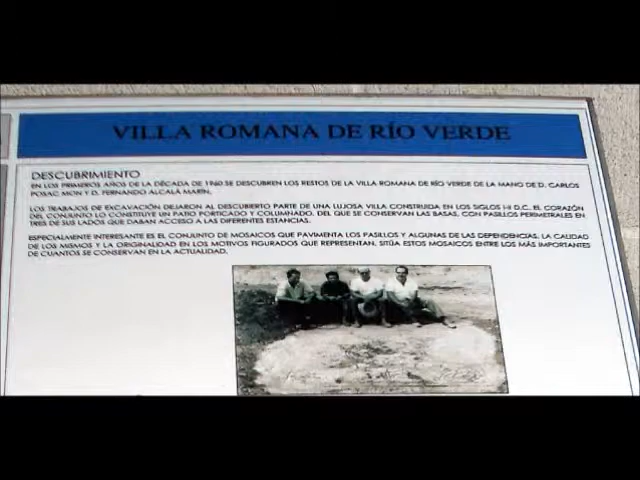 VILLA ROMANA DE RÍO VERDE
DESCUBRIMIENTO
EN LOS PRIMEROS AÑOS DE LA DÉCADA DE 1960 SE DESCUBREN LOS RESTOS DE LA VILLA ROMANA DE RÍO VERDE DE LA MANO DE D. CARLOS
POSAC MON Y D. FERNANDO ALCALÁ MARÍN.
LOS TRABAJOS DE EXCAVACIÓN DEJARON AL DESCUBIERTO PARTE DE UNA LUJOSA VILLA CONSTRUIDA EN LOS SIGLOS I-II D.C.. EL CORAZÓN
DEL CONJUNTO LO CONSTITUYE UN PATIO PORTICADO Y COLUMNADO, DEL QUE SE CONSERVAN LAS BASAS, CON PASILLOS PERIMETRALES EN
TRES DE SUS LADOS QUE DABAN ACCESO A LAS DIFERENTES ESTANCIAS.
ESPECIALMENTE INTERESANTE ES EL CONJUNTO DE MOSAICOS QUE PAVIMENTA LOS PASILLOS Y ALGUNAS DE LAS DEPENDENCIAS. LA CALIDAD
DE LOS MISMOS Y LA ORIGINALIDAD EN LOS MOTIVOS FIGURADOS QUE REPRESENTAN, SITÚA ESTOS MOSAICOS ENTRE LOS MÁS IMPORTANTES
DE CUANTOS SE CONSERVAN EN LA ACTUALIDAD.